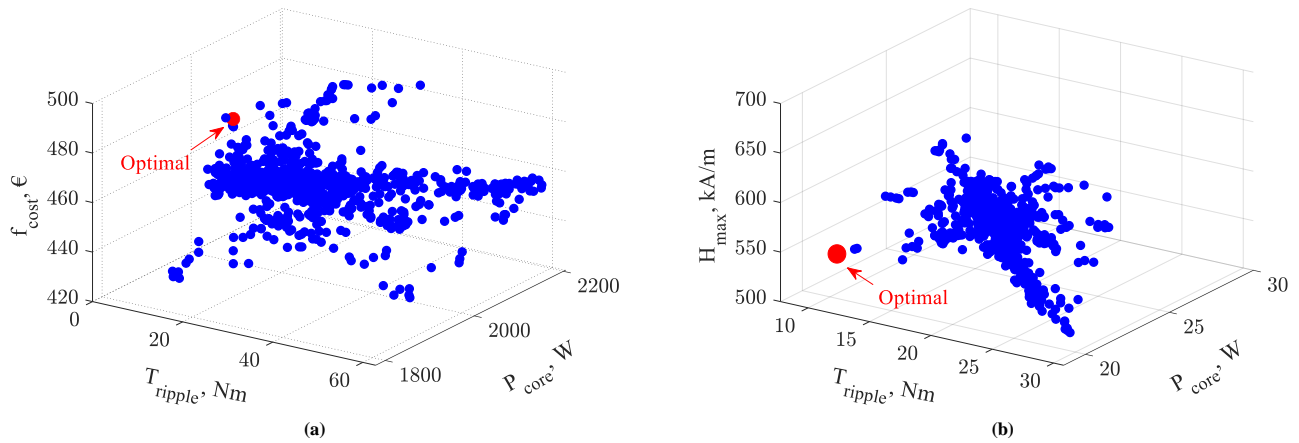 500
480
460
440
420
f_cost, €
Optimal
0
20
40
60
T_ripple, Nm
1800
2000
2200
P_core, W
(a)
700
650
600
550
500
H_max, kA/m
Optimal
10
15
20
25
30
T_ripple, Nm
20
25
30
P_core, W
(b)